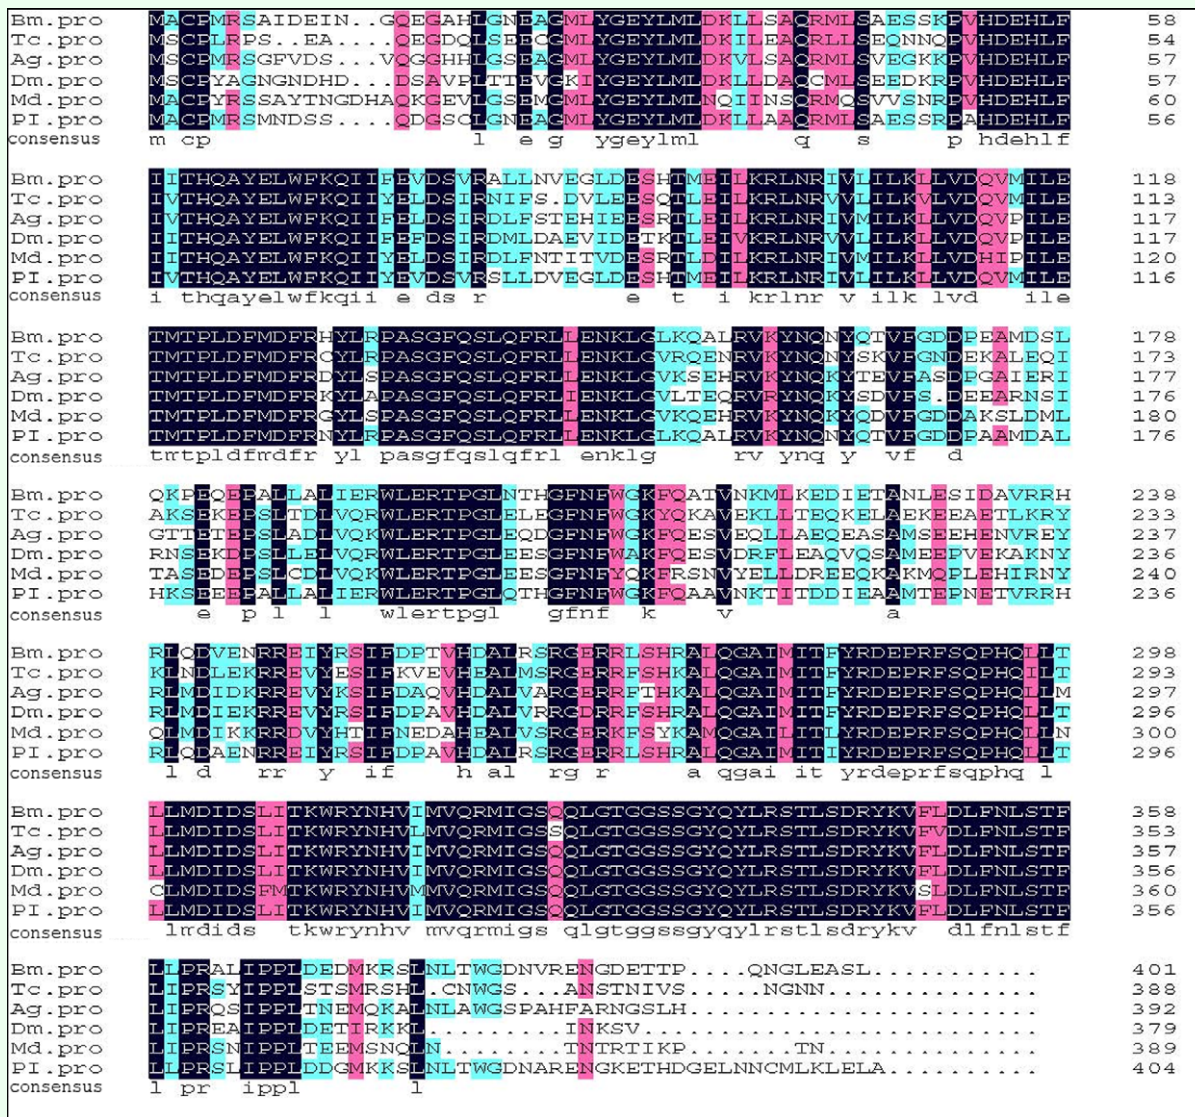 Bm.pro MACPMRSAIDEIN..GQEGAHLGNEAGMLYGEYLMLDKLLSAQRMLSAESSKPVHDEHLF 58
Tc.pro MSCPLRPS..EA....QEGDQLSEECGMLYGEYLMLDKILEAQRLLSEQNNQPVHDEHLF 54
Ag.pro MSCPMRSGFVDS...VQGGHHLGSEAGMLYGEYLMLDKVLSAQRMLSVEGKKPVHDEHLF 57
Dm.pro MSCPYAGNGNDHD...DSAVPLTTEVGKIYGEYLMLDKLLDAQCMLSEEDKRPVHDEHLF 57
Md.pro MACPYRSSAYTNGDHAQKGEVLGSEMGMLYGEYLMLNQIINSQRMQSVVSNRPVHDEHLF 60
PI.pro MACPMRSMNDSS....QDGSCLGNEAGMLYGEYLMLDKLLAAQRMLSAESSRPAHDEHLF 56
consensus m cp l e g ygeylml q s p hdehlf
Bm.pro IITHQAYELWFKQIIFEVDSVRALLNVEGLDESHTMEILKRLNRIVLILKLLVDQVMILE 118
Tc.pro IVTHQAYELWFKQIIYELDSIRNIFS.DVLEESQTLEILKRLNRVVLILKVLVDQVMILE 113
Ag.pro IVTHQAYELWFKQIIYELDSIRDLFSTEHIEESRTLEILKRLNRVVLILKLLVDQVPILE 117
Dm.pro IITHQAYELWFKQIIFEFDSIRDMLDAEVIDETKTLEIVKRLNRVVLILKLLVDQVPILE 117
Md.pro IITHQAYELWFKQIIYELDSIRDLFNTITVDESRTLDILKRLNRIVMILKLLVDHIPILE 120
PI.pro IVTHQAYELWFKQIIYEVDSVRSLLDVEGLDESHTMEILKRLNRIVLILKLLVDQVMILE 116
consensus i thqayelwfkqii e ds r e t i krlnr v ilk lvd ile
Bm.pro TMTPLDFMDFRHYLRPASGFQSLQFRLLENKLGLKQALRVKYNQNYQTVFGDDPEAMDSL 178
Tc.pro TMTPLDFMDFRCYLRPASGFQSLQFRLLENKLGVRQENRVKYNQNYSKVFGNDEKALEQI 173
Ag.pro TMTPLDFMDFRDYLSPASGFQSLQFRLLENKLGVKSEHRVKYNQKYTEVFASDPGAIERI 177
Dm.pro TMTPLDFMDFRKYLAPASGFQSLQFRLIENKLGVLTEQRVRYNQKYSDVFS.DEEARNSI 176
Md.pro TMTPLDFMDFRGYLSPASGFQSLQFRLLENKLGVKQEHRVKYNQKYQDVFGDDAKSLDML 180
PI.pro TMTPLDFMDFRNYLRPASGFQSLQFRLLENKLGLKQALRVKYNQNYQTVFGDDPAAMDAL 176
consensus tmtpldfmdfr yl pasgfqslqfrl enklg rv ynq y vf d
Bm.pro QKPEQEPALLALIERWLERTPGLNTHGFNFWGKFQATVNKMLKEDIETANLESIDAVRRH 238
Tc.pro AKSEKEPSLTDLVQRWLERTPGLELEGFNFWGKYQKAVEKLLTEQKELAEKEEAETLKRY 233
Ag.pro GTTETEPSLADLVQKWLERTPGLEQDGFNFWGKFQESVEQLLAEQEASAMSEEHENVREY 237
Dm.pro RNSEKDPSLLELVQRWLERTPGLEESGFNFWAKFQESVDRFLEAQVQSAMEEPVEKAKNY 236
Md.pro TASEDEPSLCDLVQKWLERTPGLEESGFNFYQKFRSNVYELLDREEQKAKMQPLEHIRNY 240
PI.pro HKSEEEPALLALIERWLERTPGLQTHGFNFWGKFQAAVNKTITDDIEAAMTEPNETVRRH 236
consensus e p l l wlertpgl gfnf k v a
Bm.pro RLQDVENRREIYRSIFDPTVHDALRSRGERRLSHRALQGAIMITFYRDEPRFSQPHQLLT 298
Tc.pro KLNDLEKRREVYESIFKVTVHEALMSRGERRLSHRALQGAIMITFYRDEPRFSQPHQILT 293
Ag.pro RLMDIDKRREVYKSIFDAQVHDALVARGERRFTHKALQGAIMITFYRDEPRFSQPHQLLM 297
Dm.pro RLMDIEKRREVYRSIFDPAVHDALVRRGDRRFSHRALQGAIMITFYRDEPRFSQPHQLLT 296
Md.pro QLMDIKKRRDVYHTIFNEDAHEALVSRGERKFSYKAMQGAILITFYRDEPRFSQPHQLLN 300
PI.pro RLQDAENRREIYRSIFDPAVHDALRSRGERRLSHRALQGAIMITIYRDEPRFSQPHQLLT 296
consensus l d rr y if h al rg r a qgai it yrdeprfsqphq l
Bm.pro LLMDIDSLITKWRYNHVIMVQRMIGSQQLGTGGSSGYQYLRSTLSDRYKVFLDLFNLSTF 358
Tc.pro LLMDIDSLITKWRYNHVLMVQRMIGSSQLGTGGSSGYQYLRSTLSDRYKVFVDLFNLSTF 353
Ag.pro LLMDIDSLITKWRYNHVIMVQRMIGSQQLGTGGSSGYQYLRSTLSDRYKVFLDLFNLSTF 357
Dm.pro LLMDIDSLITKWRYNHVIMVQRMIGSQQLGTGGSSGYQYLRSTLSDRYKVFLDLFNLSTF 356
Md.pro CLMDIDSFMTKWRYNHVMMVQRMIGSQQLGTGGSSGYQYLRSTLSDRYKVSLDLFNLSTF 360
PI.pro LLMDIDSLITKWRYNHVIMVQRMIGSQQLGTGGSSGYQYLRSTLSDRYKVFLDLFNLSTF 356
consensus lmdids tkwrynhv mvqrmigs qlgtggssgyqylrstlsdrykv dlfnlstf
Bm.pro LLPRALIPPLDEDMKRSLNLTWGDNVRENGDETTP....QNGLEASL.......... 401
Tc.pro LIPRSYIPPLSTSMRSHL.CNWGS...ANSTNIVS.....NGNN............. 388
Ag.pro LIPRQSIPPLTNEMQKALNLAWGSPAHFARNGSLH...................... 392
Dm.pro LIPREAIPPLDETIRKKL.........INKSV......................... 379
Md.pro LIPRSNIPPLTEEMSNQLN........TNTRTIKP.......TN............. 389
PI.pro LLPRSLIPPLDDGMKKSLNLTWGDNARENGKETHDGELNNCMLKLELA......... 404
consensus l pr ippl l